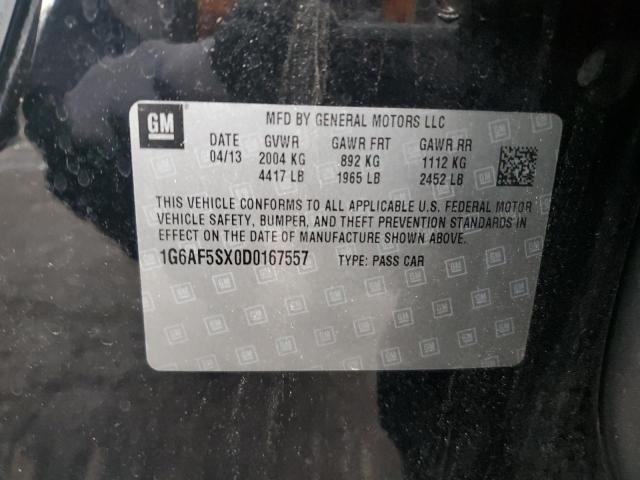 GM
MFD BY GENERAL MOTORS LLC
DATE GVWR GAWR FRT GAWR RR
04/13 2004 KG 892 KG 1112 KG
4417 LB 1965 LB 2452 LB
THIS VEHICLE CONFORMS TO ALL APPLICABLE U.S. FEDERAL MOTOR
VEHICLE SAFETY, BUMPER, AND THEFT PREVENTION STANDARDS IN
EFFECT ON THE DATE OF MANUFACTURE SHOWN ABOVE.
1G6AF5SX0D0167557 TYPE: PASS CAR